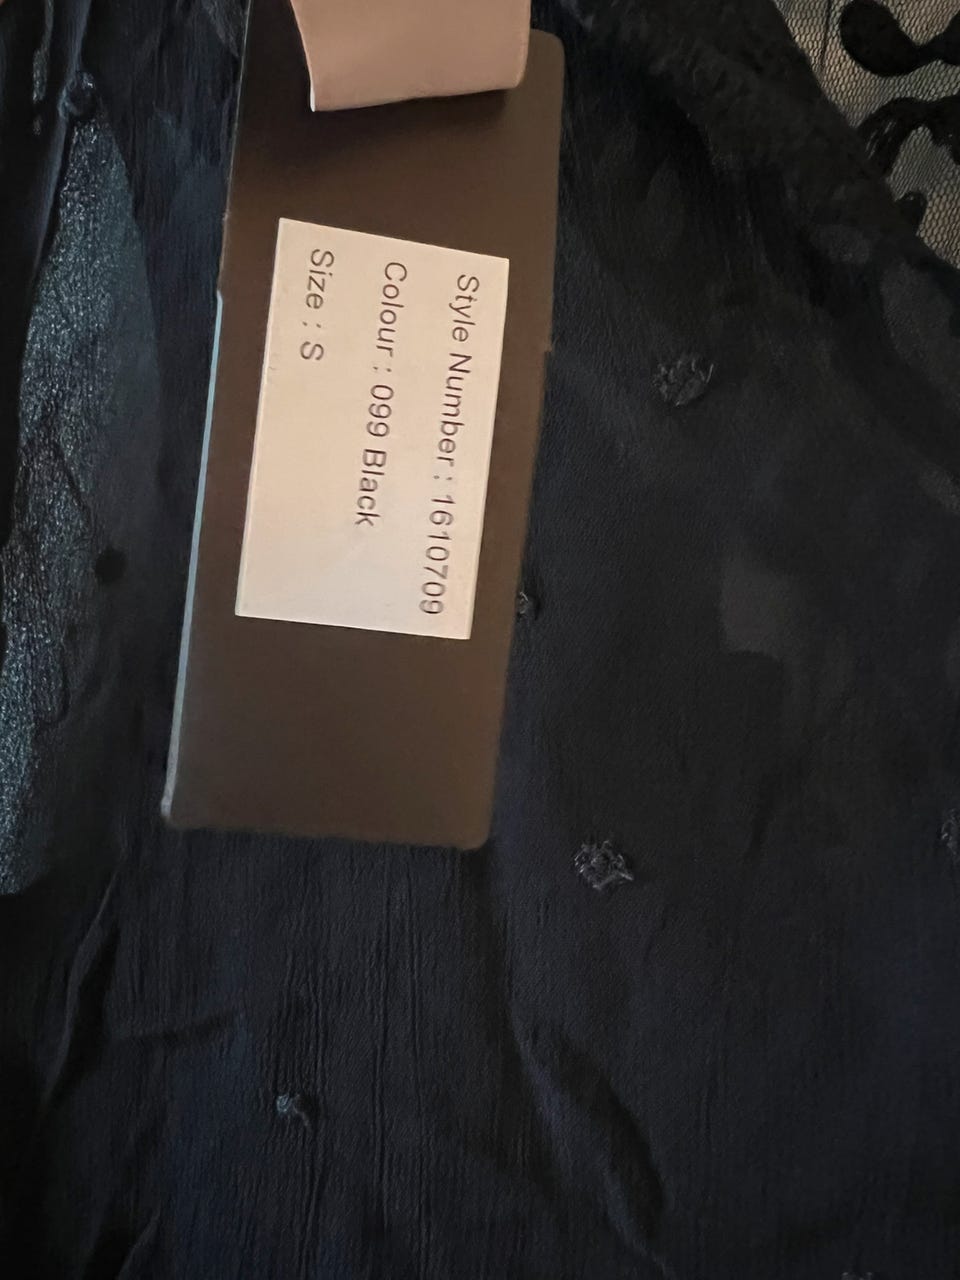 Style Number : 1610709
Colour : 099 Black
Size : S